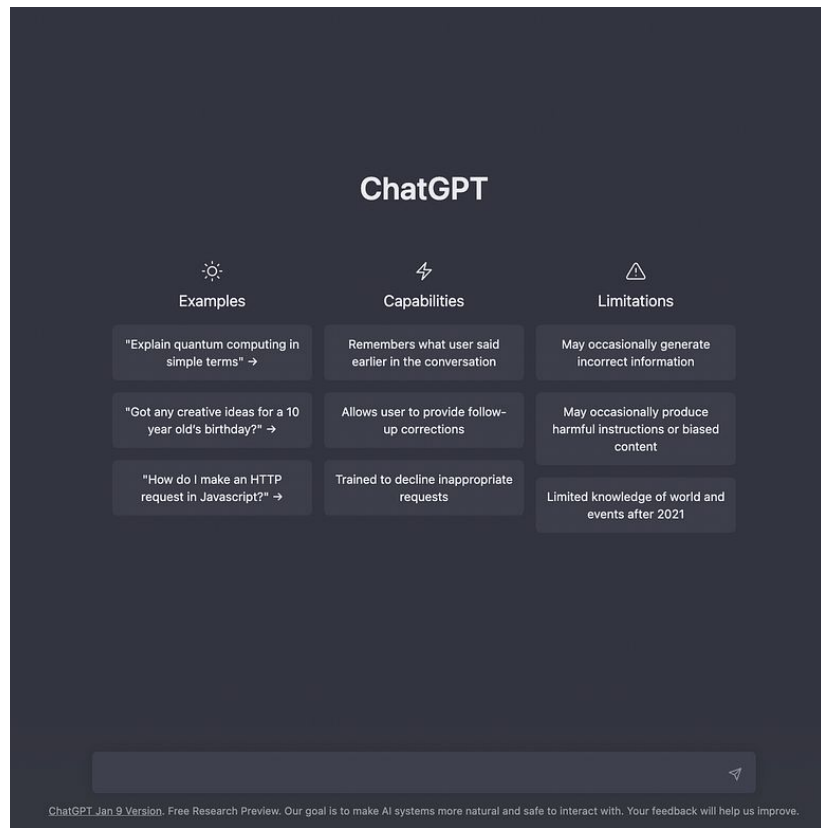 ChatGPT
Examples
"Explain quantum computing in
simple terms" →
"Got any creative ideas for a 10
year old's birthday?" →
"How do I make an HTTP
request in Javascript?" →
Capabilities
Remembers what user said
earlier in the conversation
Allows user to provide follow-
up corrections
Trained to decline inappropriate
requests
Limitations
May occasionally generate
incorrect information
May occasionally produce
harmful instructions or biased
content
Limited knowledge of world and
events after 2021
ChatGPT Jan 9 Version. Free Research Preview. Our goal is to make AI systems more natural and safe to interact with. Your feedback will help us improve.